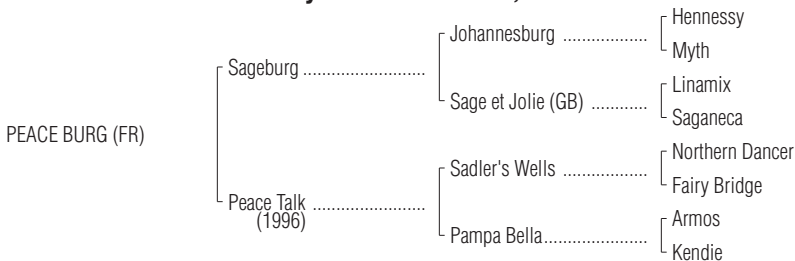 Hennessy
Johannesburg ..................
Myth
Sageburg ..........................
Linamix
Sage et Jolie (GB) ............
Saganeca
PEACE BURG (FR)
Northern Dancer
Sadler's Wells ..................
Fairy Bridge
Peace Talk ........................
(1996)
Armos
Pampa Bella......................
Kendie